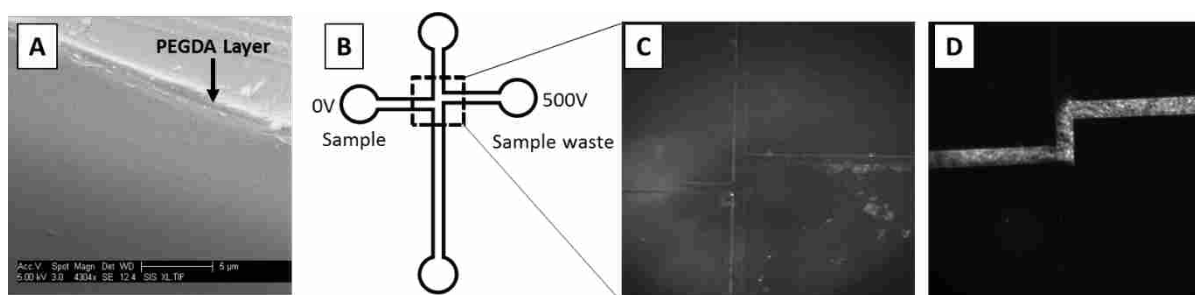 A
PEGDA Layer
Acc.V Spot Magn Det WD 5 µm
5.00 kV 3.0 4304x SE 12.4 SIS XL.TIF
B
0V
Sample
500V
Sample waste
C
D